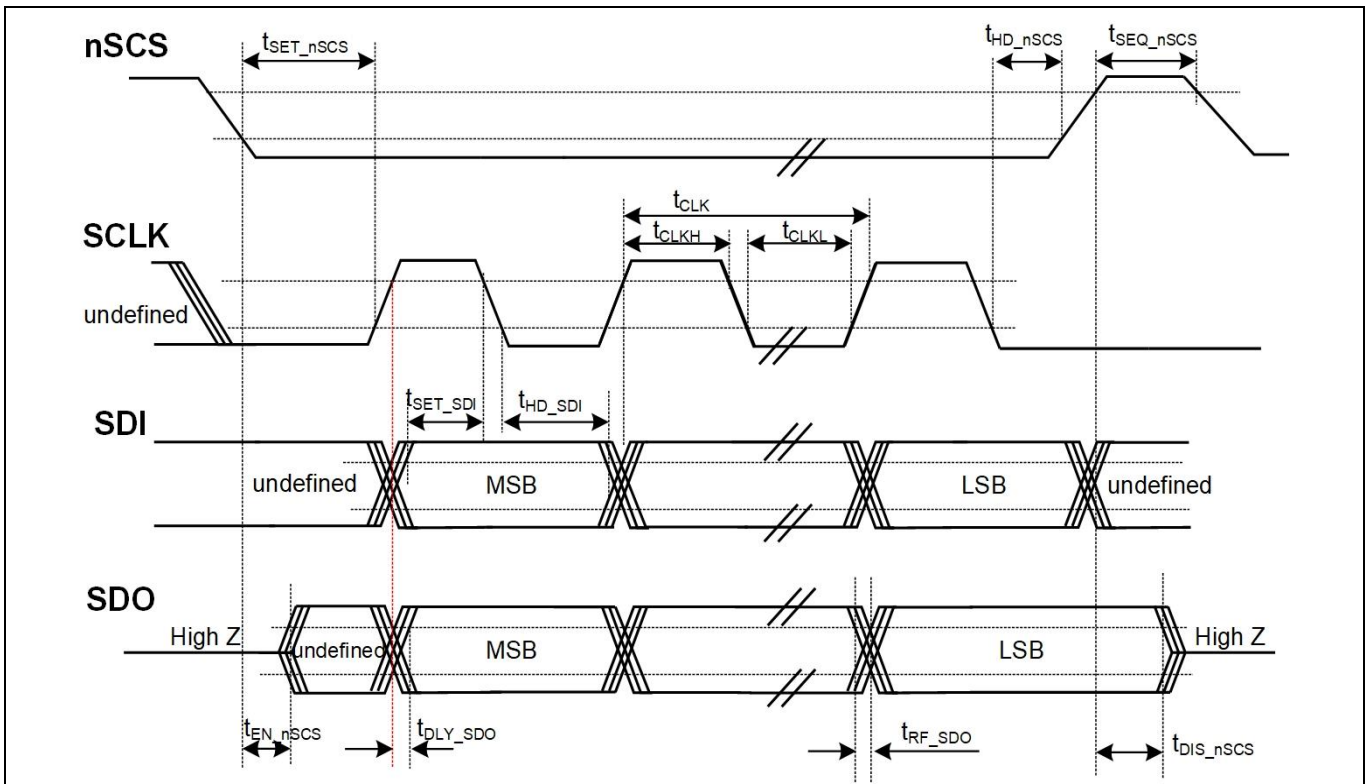 nSCS
tSET_nSCS
tHD_nSCS
tSEQ_nSCS
SCLK
undefined
tCLK
tCLKH
tCLKL
SDI
tSET_SDI
tHD_SDI
undefined
MSB
LSB
undefined
SDO
High Z
undefined
MSB
LSB
High Z
tEN_nSCS
tDLY_SDO
tRF_SDO
tDIS_nSCS